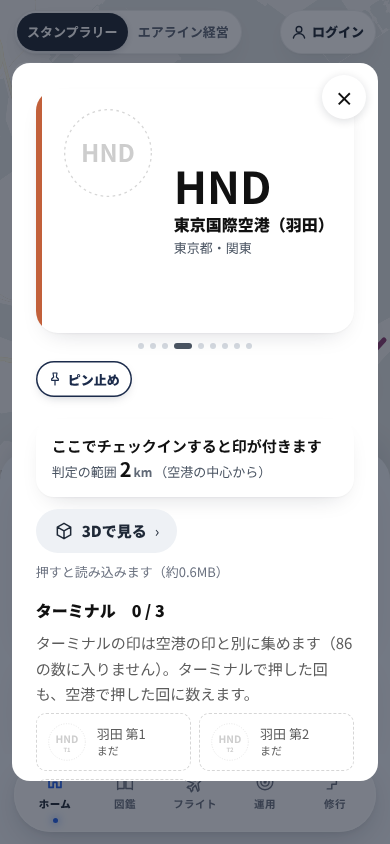 スタンプラリー
エアライン経営
ログイン
HND
HND
東京国際空港（羽田）
東京都・関東
ピン止め
ここでチェックインすると印が付きます
判定の範囲 2 km （空港の中心から）
3Dで見る ›
押すと読み込みます（約0.6MB）
ターミナル 0 / 3
ターミナルの印は空港の印と別に集めます（86
の数に入りません）。ターミナルで押した回
も、空港で押した回に数えます。
HND
T1
羽田 第1
まだ
HND
T2
羽田 第2
まだ
ホーム
図鑑
フライト
運用
修行